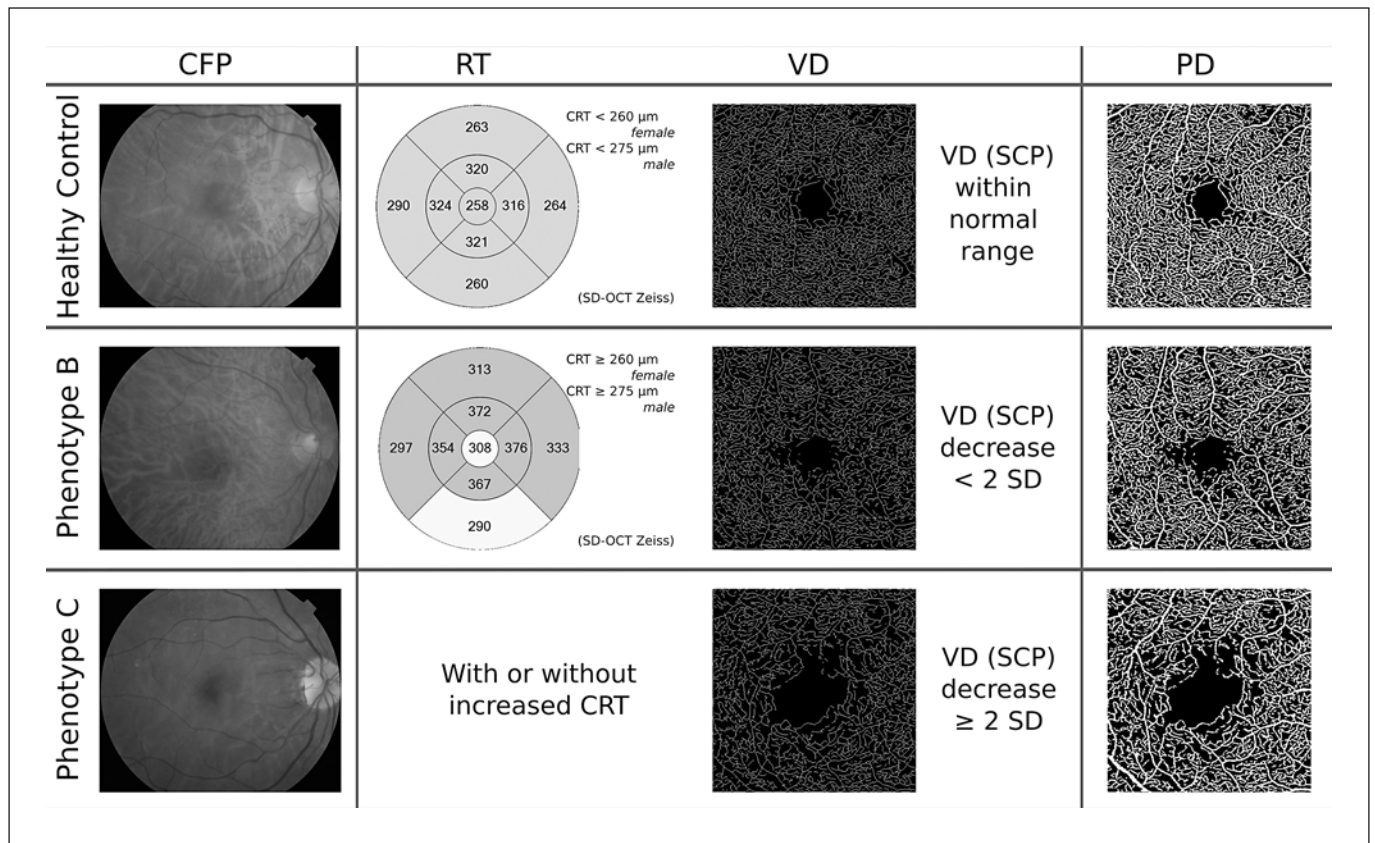 CFP RT VD PD
Healthy Control
263
320
290 324 258 316 264
321
260
CRT < 260 µm
female
CRT < 275 µm
male
(SD-OCT Zeiss)
VD (SCP)
within
normal
range
Phenotype B
313
372
297 354 308 376 333
367
290
CRT ≥ 260 µm
female
CRT ≥ 275 µm
male
(SD-OCT Zeiss)
VD (SCP)
decrease
< 2 SD
Phenotype C
With or without
increased CRT
VD (SCP)
decrease
≥ 2 SD